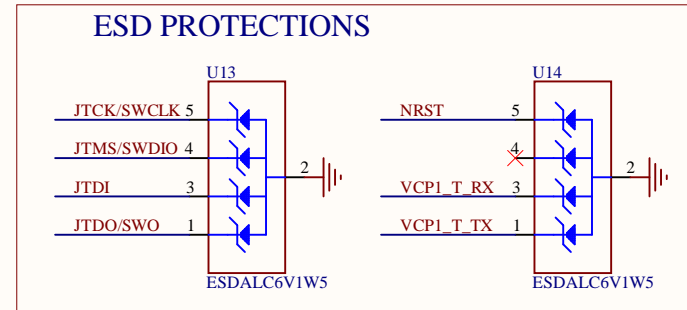 ESD PROTECTIONS
U13 U14
JTCK/SWCLK 5 NRST 5
JTMS/SWDIO 4 4
2 2
JTDI 3 VCP1_T_RX 3
JTDO/SWO 1 VCP1_T_TX 1
ESDALC6V1W5 ESDALC6V1W5